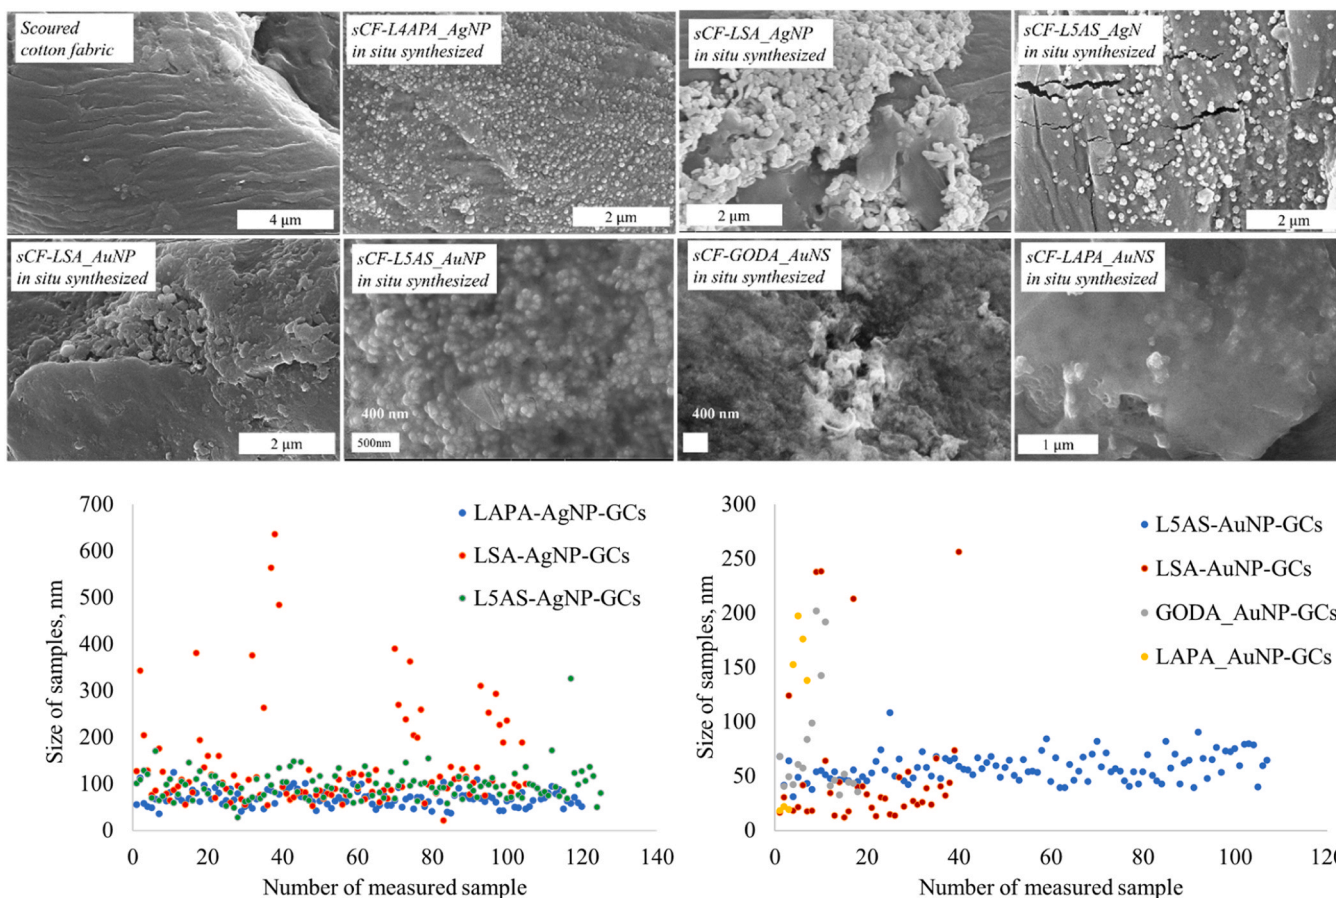 Scoured
cotton fabric
4 µm
sCF-L4APA_AgNP
in situ synthesized
2 µm
sCF-LSA_AgNP
in situ synthesized
2 µm
sCF-L5AS_AgN
in situ synthesized
2 µm
sCF-LSA_AuNP
in situ synthesized
2 µm
sCF-L5AS_AuNP
in situ synthesized
400 nm
500nm
sCF-GODA_AuNS
in situ synthesized
400 nm
sCF-LAPA_AuNS
in situ synthesized
1 µm
700
600
500
400
300
200
100
0
Size of samples, nm
LAPA-AgNP-GCs
LSA-AgNP-GCs
L5AS-AgNP-GCs
0 20 40 60 80 100 120 140
Number of measured sample
300
250
200
150
100
50
0
Size of samples, nm
L5AS-AuNP-GCs
LSA-AuNP-GCs
GODA_AuNP-GCs
LAPA_AuNP-GCs
0 20 40 60 80 100 120
Number of measured sample